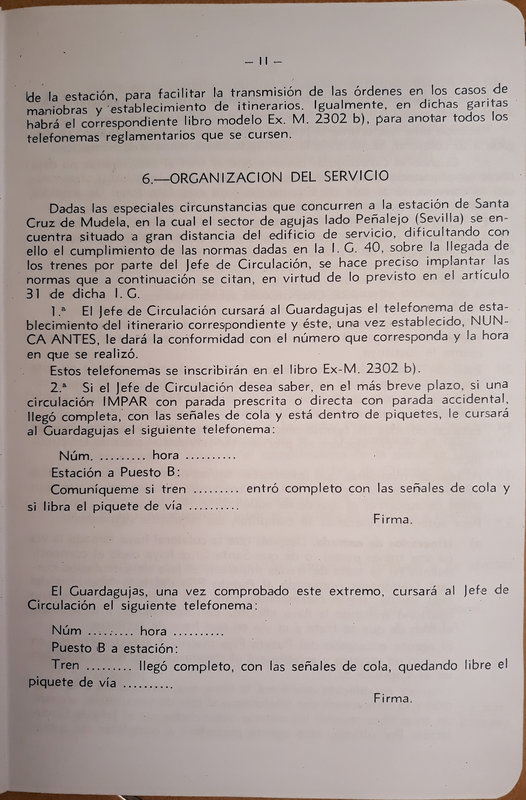 — 11 —
de la estación, para facilitar la transmisión de las órdenes en los casos de
maniobras y establecimiento de itinerarios. Igualmente, en dichas garitas
habrá el correspondiente libro modelo Ex. M. 2302 b), para anotar todos los
telefonemas reglamentarios que se cursen.
6.—ORGANIZACION DEL SERVICIO
Dadas las especiales circunstancias que concurren a la estación de Santa
Cruz de Mudela, en la cual el sector de agujas lado Peñalejo (Sevilla) se en-
cuentra situado a gran distancia del edificio de servicio, dificultando con
ello el cumplimiento de las normas dadas en la I. G. 40, sobre la llegada de
los trenes por parte del Jefe de Circulación, se hace preciso implantar las
normas que a continuación se citan, en virtud de lo previsto en el artículo
31 de dicha I. G.
1.ª El Jefe de Circulación cursará al Guardagujas el telefonema de esta-
blecimiento del itinerario correspondiente y éste, una vez establecido, NUN-
CA ANTES, le dará la conformidad con el número que corresponda y la hora
en que se realizó.
Estos telefonemas se inscribirán en el libro Ex-M. 2302 b).
2.ª Si el Jefe de Circulación desea saber, en el más breve plazo, si una
circulación IMPAR con parada prescrita o directa con parada accidental,
llegó completa, con las señales de cola y está dentro de piquetes, le cursará
al Guardagujas el siguiente telefonema:
Núm. ......... hora ..........
Estación a Puesto B:
Comuníqueme si tren ......... entró completo con las señales de cola y
si libra el piquete de vía ..........
Firma.
El Guardagujas, una vez comprobado este extremo, cursará al Jefe de
Circulación el siguiente telefonema:
Núm ......... hora ..........
Puesto B a estación:
Tren ......... llegó completo, con las señales de cola, quedando libre el
piquete de vía ..........
Firma.